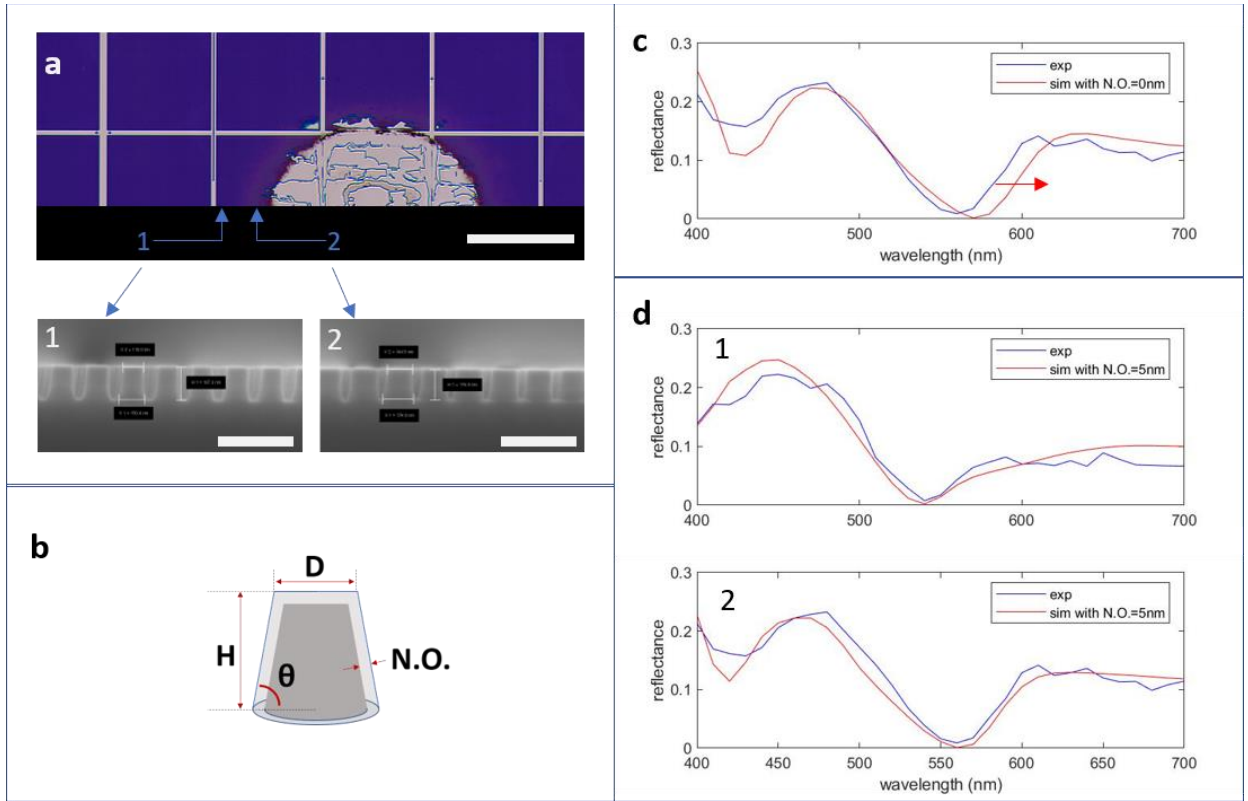 a
1
2
1
2
b
D
H
θ
N.O.
c
0.3
exp
sim with N.O.=0nm
0.2
reflectance
0.1
0
400
500
600
700
wavelength (nm)
d
1
0.3
exp
sim with N.O.=5nm
0.2
reflectance
0.1
0
400
500
600
700
2
0.3
exp
sim with N.O.=5nm
0.2
reflectance
0.1
0
400
450
500
550
600
650
700
wavelength (nm)